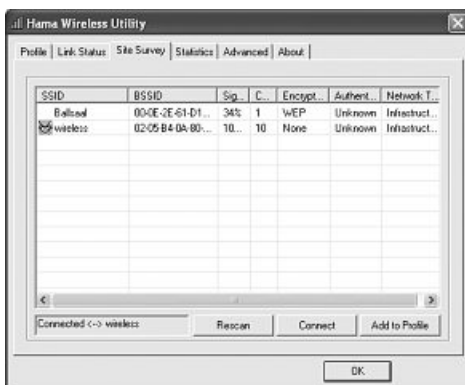 Hama Wireless Utility
Profile Link Status Site Survey Statistics Advanced About
SSID BSSID Sig... C... Encrypt... Authent... Network T...
Ballsaal 00-0E-2E-61-D1... 34% 1 WEP Unknown Infrastruct...
wireless 02-05-B4-0A-80-... 10... 10 None Unknown Infrastruct...
Connected <--> wireless Rescan Connect Add to Profile
OK